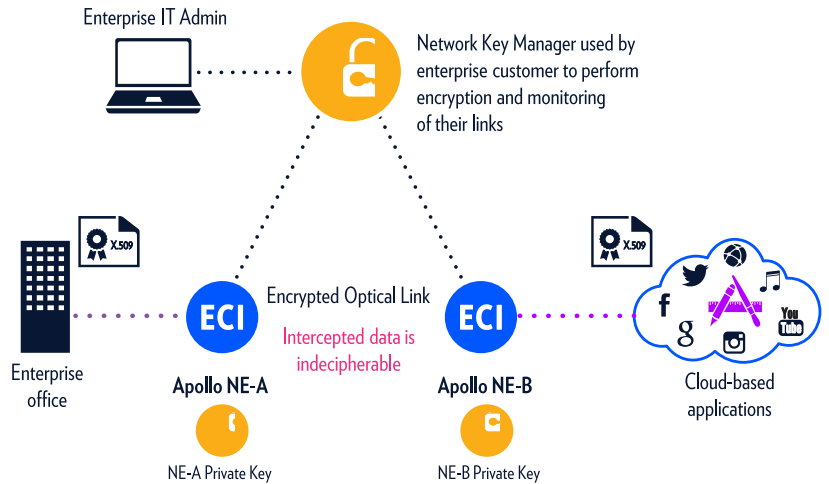 Enterprise IT Admin
Network Key Manager used by
enterprise customer to perform
encryption and monitoring
of their links
X.509
X.509
ECI
Encrypted Optical Link
Intercepted data is
indecipherable
ECI
f
g
You
Tube
Enterprise
office
Apollo NE-A
Apollo NE-B
Cloud-based
applications
NE-A Private Key
NE-B Private Key